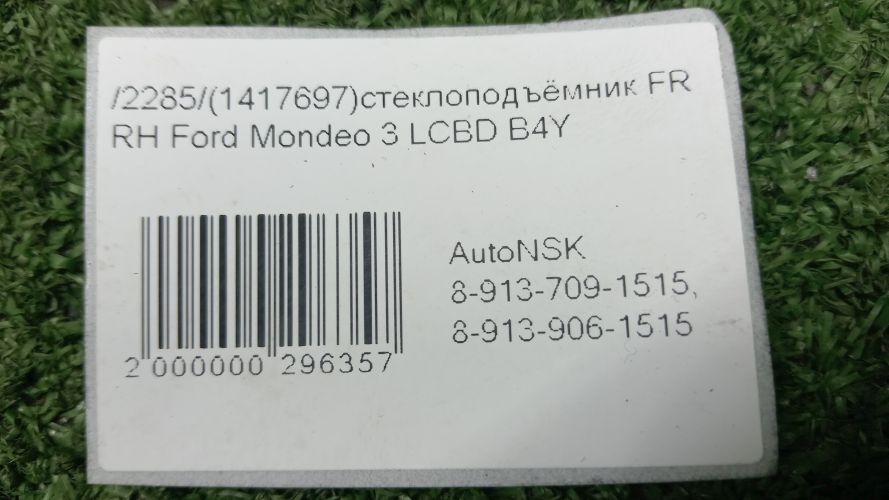 /2285/(1417697)стеклоподъёмник FR
RH Ford Mondeo 3 LCBD B4Y
AutoNSK
8-913-709-1515,
8-913-906-1515
2 000000 296357